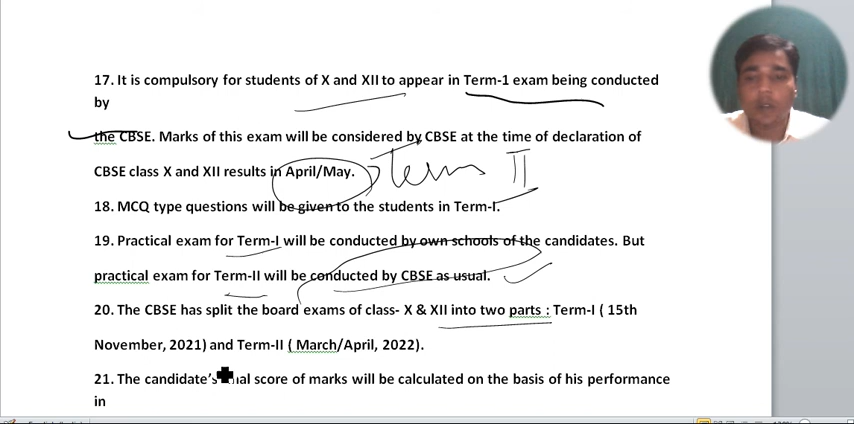 17. It is compulsory for students of X and XII to appear in Term-1 exam being conducted
by
the CBSE. Marks of this exam will be considered by CBSE at the time of declaration of
CBSE class X and XII results in April/May. Term II
18. MCQ type questions will be given to the students in Term-I.
19. Practical exam for Term-I will be conducted by own schools of the candidates. But
practical exam for Term-II will be conducted by CBSE as usual.
20. The CBSE has split the board exams of class- X & XII into two parts : Term-I ( 15th
November, 2021) and Term-II ( March/April, 2022).
21. The candidate's score of marks will be calculated on the basis of his performance
in